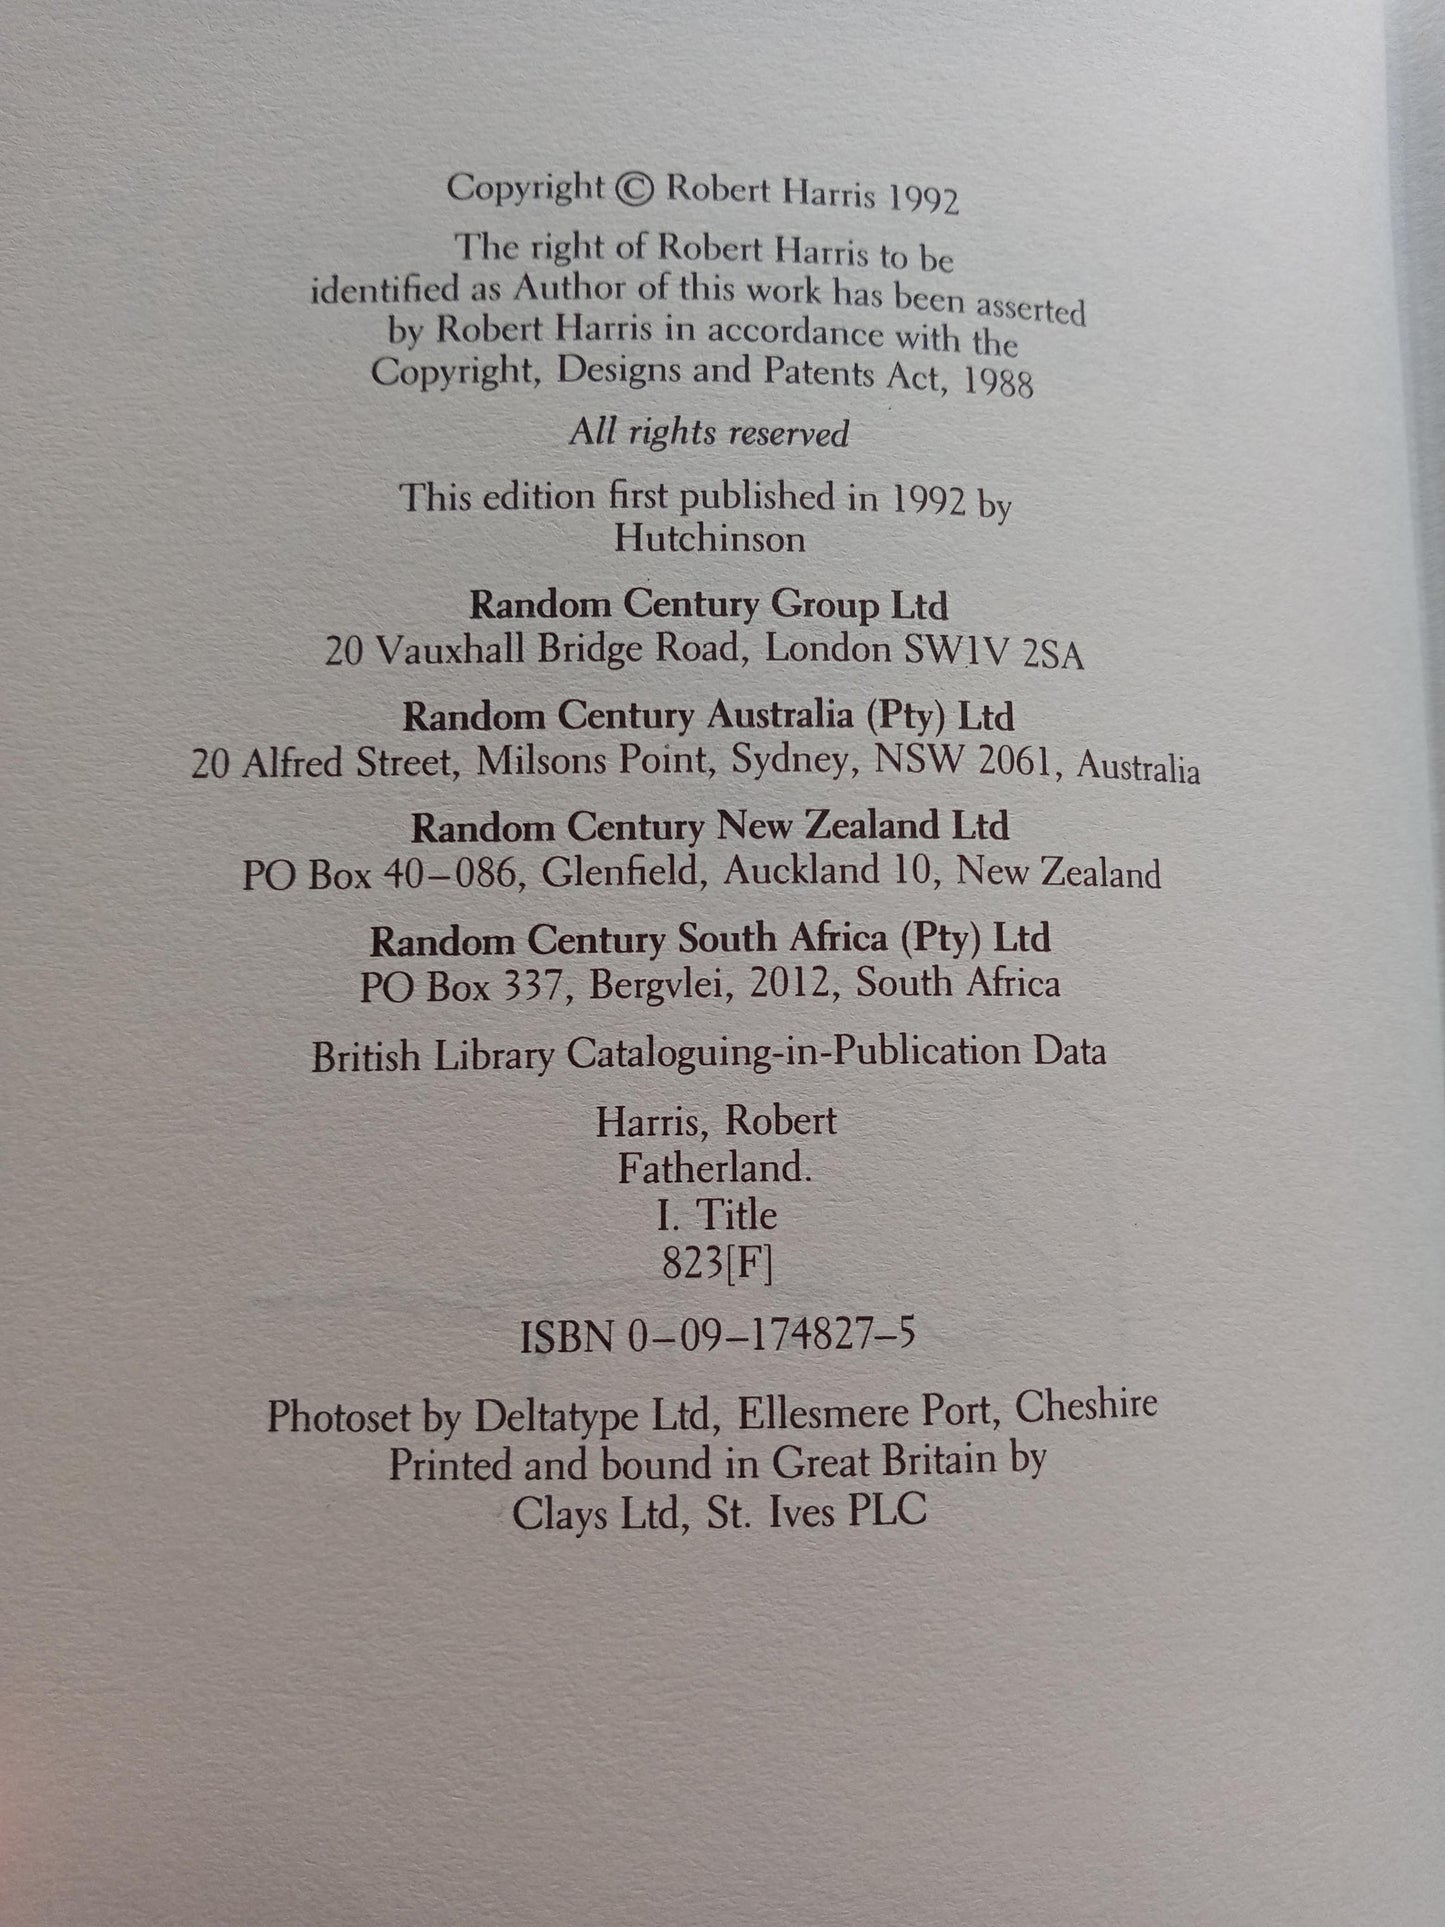 Copyright © Robert Harris 1992
The right of Robert Harris to be
identified as Author of this work has been asserted
by Robert Harris in accordance with the
Copyright, Designs and Patents Act, 1988
All rights reserved
This edition first published in 1992 by
Hutchinson
Random Century Group Ltd
20 Vauxhall Bridge Road, London SW1V 2SA
Random Century Australia (Pty) Ltd
20 Alfred Street, Milsons Point, Sydney, NSW 2061, Australia
Random Century New Zealand Ltd
PO Box 40–086, Glenfield, Auckland 10, New Zealand
Random Century South Africa (Pty) Ltd
PO Box 337, Bergvlei, 2012, South Africa
British Library Cataloguing-in-Publication Data
Harris, Robert
Fatherland.
I. Title
823[F]
ISBN 0–09–174827–5
Photoset by Deltatype Ltd, Ellesmere Port, Cheshire
Printed and bound in Great Britain by
Clays Ltd, St. Ives PLC